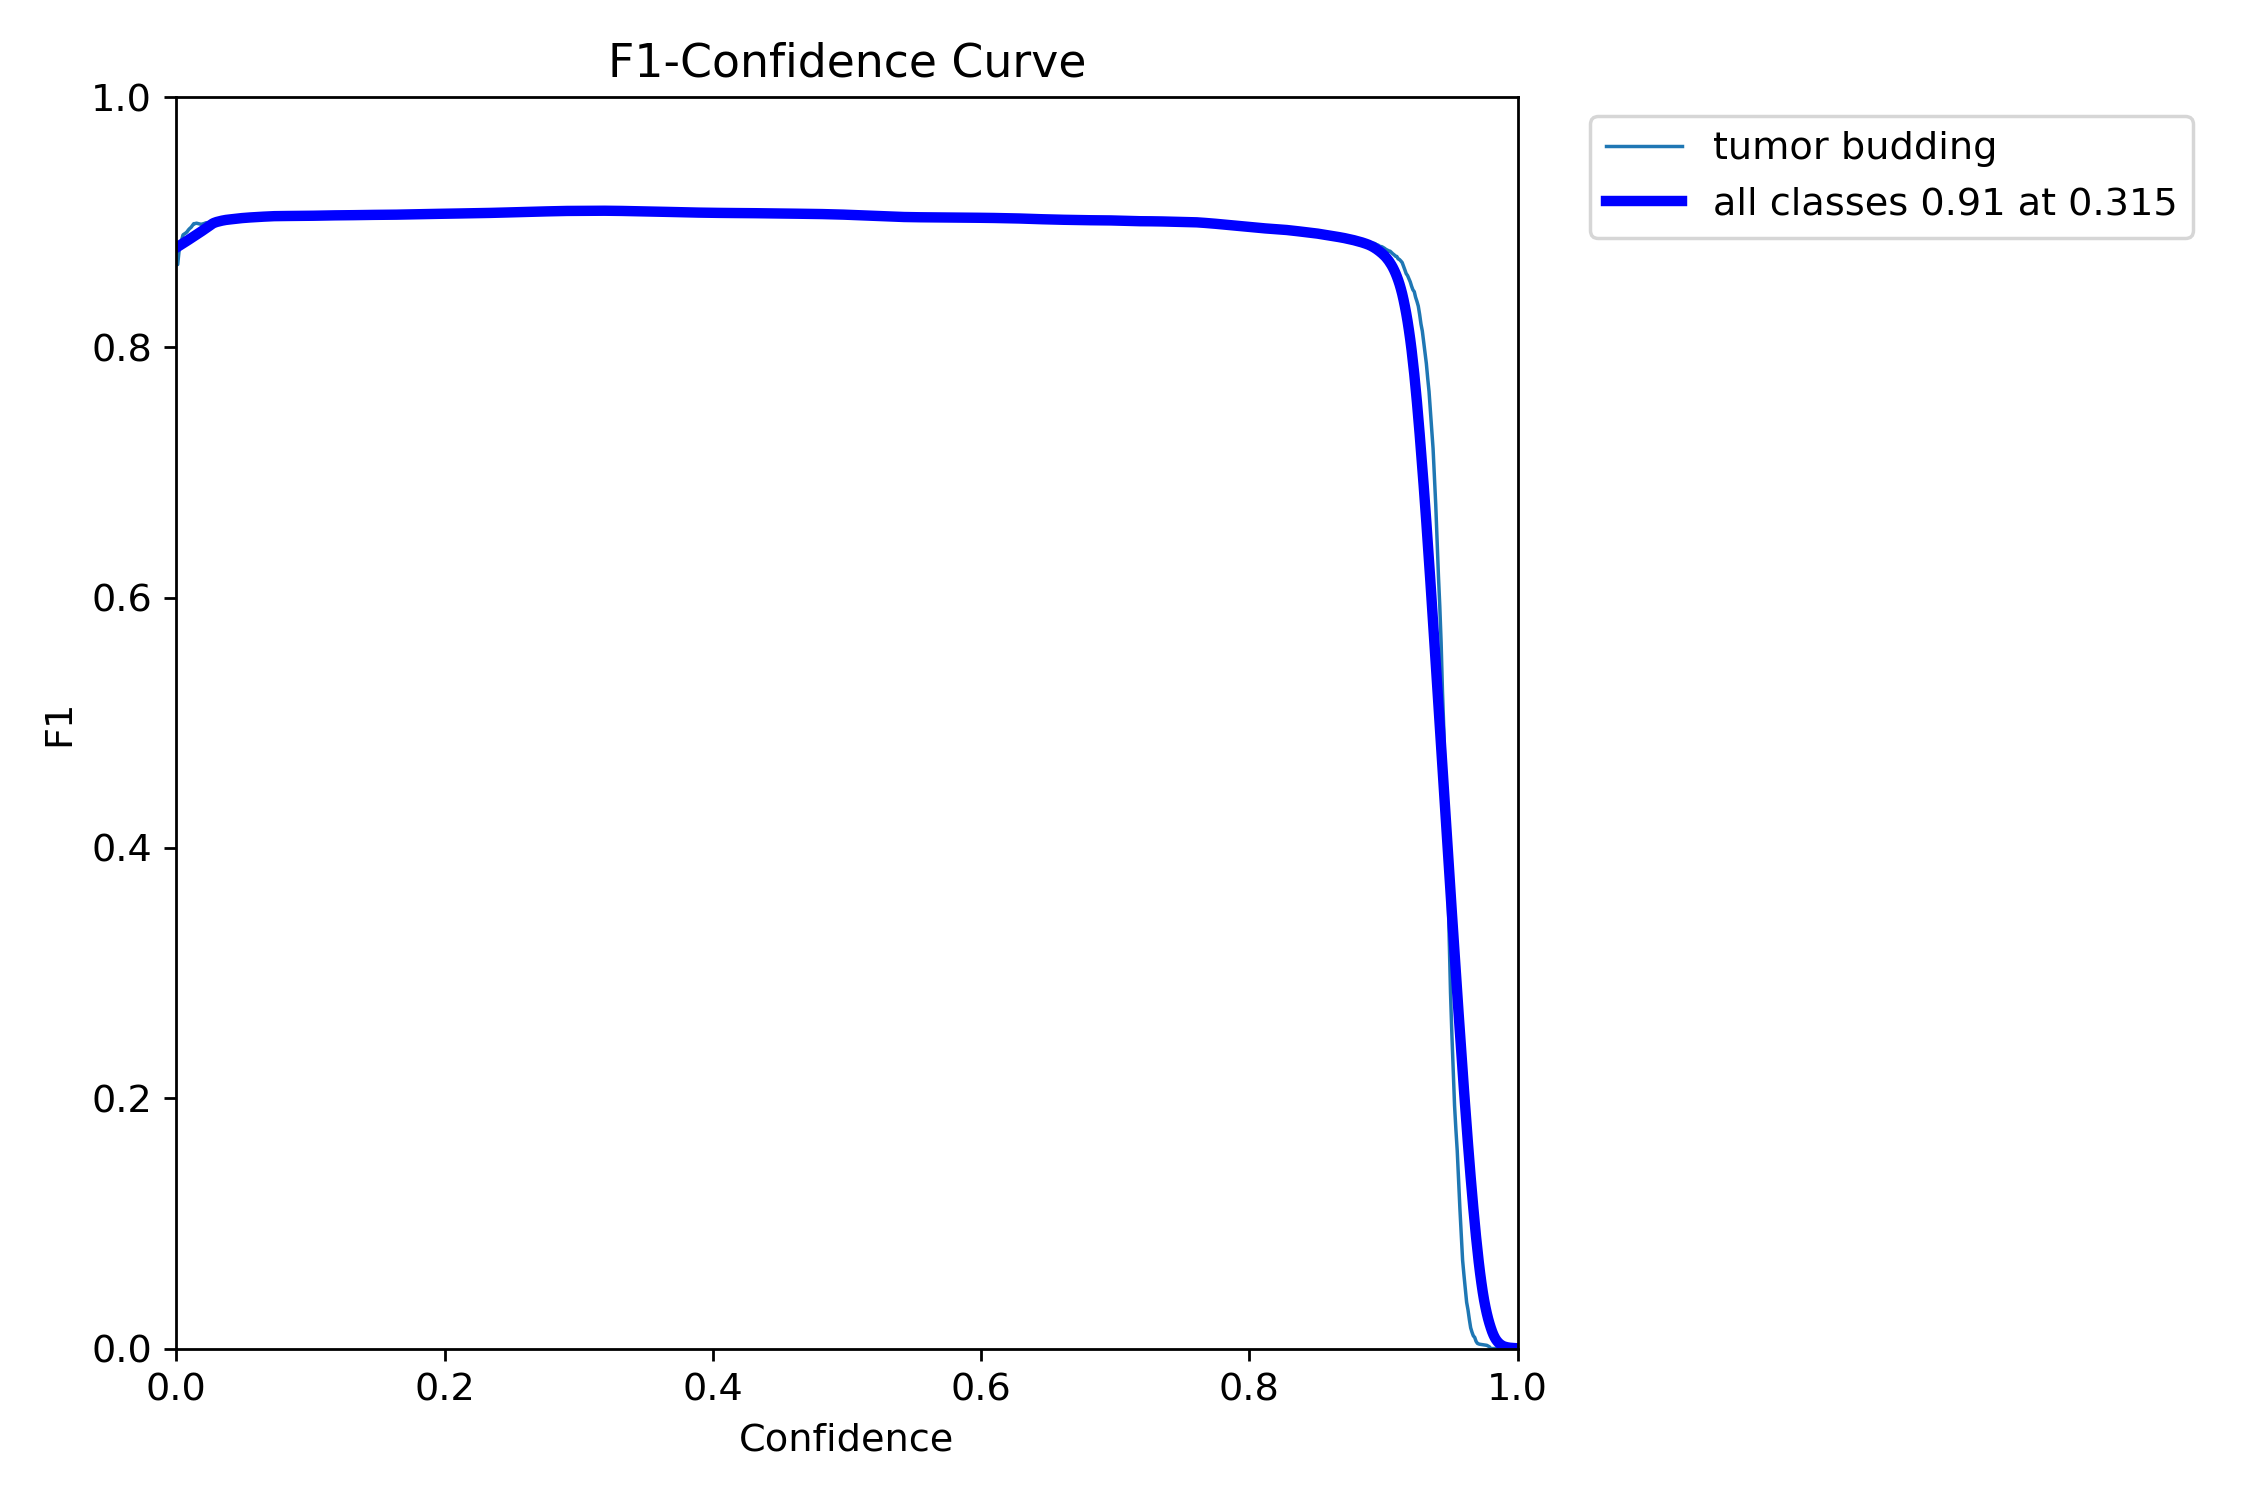 F1-Confidence Curve
1.0
0.8
0.6
0.4
0.2
0.0
F1
0.0 0.2 0.4 0.6 0.8 1.0
Confidence
tumor budding
all classes 0.91 at 0.315